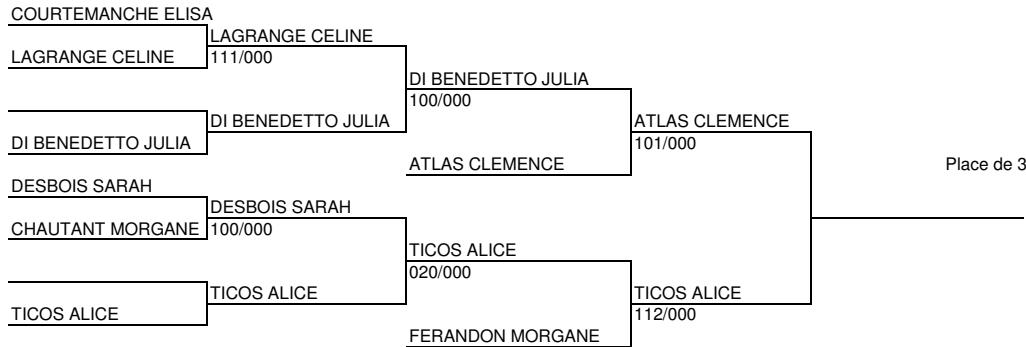 COURTEMANCHE ELISA
LAGRANGE CELINE
LAGRANGE CELINE
111/000
DI BENEDETTO JULIA
100/000
DI BENEDETTO JULIA
DI BENEDETTO JULIA
ATLAS CLEMENCE
101/000
ATLAS CLEMENCE
Place de 3
DESBOIS SARAH
DESBOIS SARAH
CHAUTANT MORGANE
100/000
TICOS ALICE
020/000
TICOS ALICE
TICOS ALICE
TICOS ALICE
112/000
FERANDON MORGANE